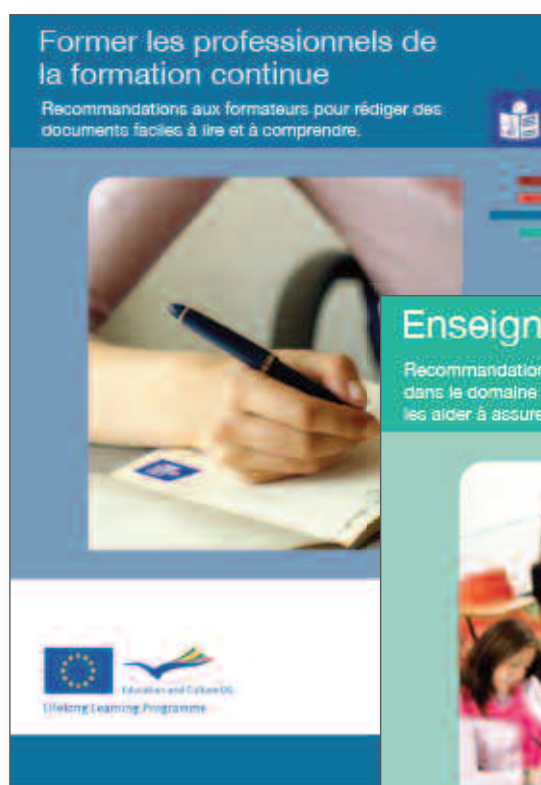 Former les professionnels de
la formation continue
Recommandations aux formateurs pour rédiger des
documents faciles à lire et à comprendre.
Enseign
Recommandation
dans le domaine
les aider à assure
Education and Culture DG
Lifelong Learning Programme